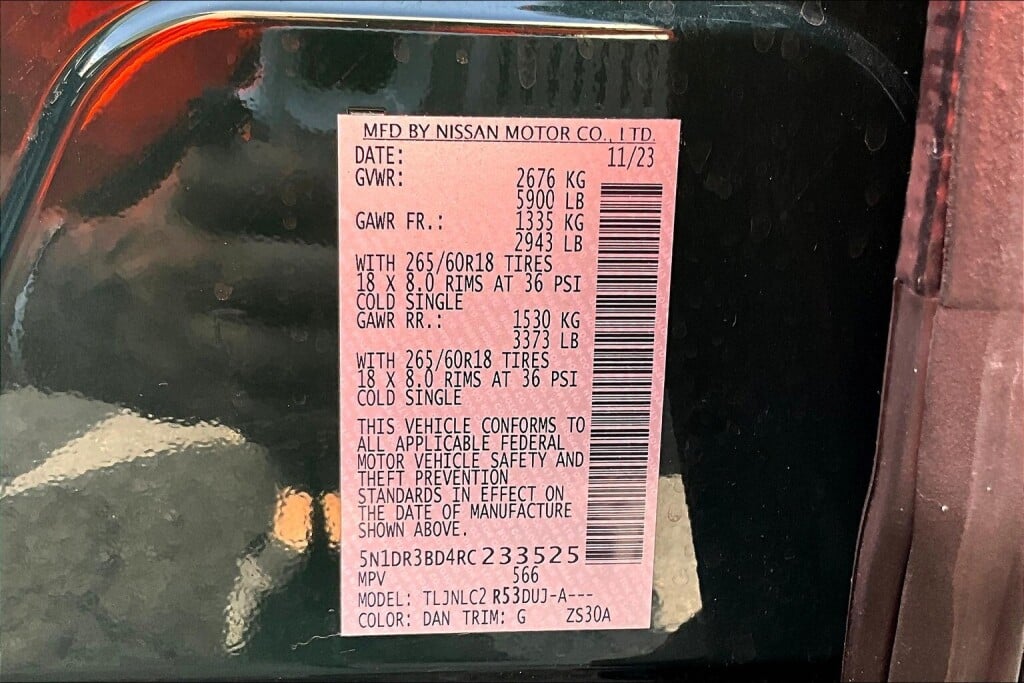 MFD BY NISSAN MOTOR CO., LTD.
DATE: 11/23
GVWR: 2676 KG
5900 LB
GAWR FR.: 1335 KG
2943 LB
WITH 265/60R18 TIRES
18 X 8.0 RIMS AT 36 PSI
COLD SINGLE
GAWR RR.: 1530 KG
3373 LB
WITH 265/60R18 TIRES
18 X 8.0 RIMS AT 36 PSI
COLD SINGLE
THIS VEHICLE CONFORMS TO
ALL APPLICABLE FEDERAL
MOTOR VEHICLE SAFETY AND
THEFT PREVENTION
STANDARDS IN EFFECT ON
THE DATE OF MANUFACTURE
SHOWN ABOVE.
5N1DR3BD4RC233525
MPV 566
MODEL: TLJNLC2 R53DUJ-A---
COLOR: DAN TRIM: G ZS30A